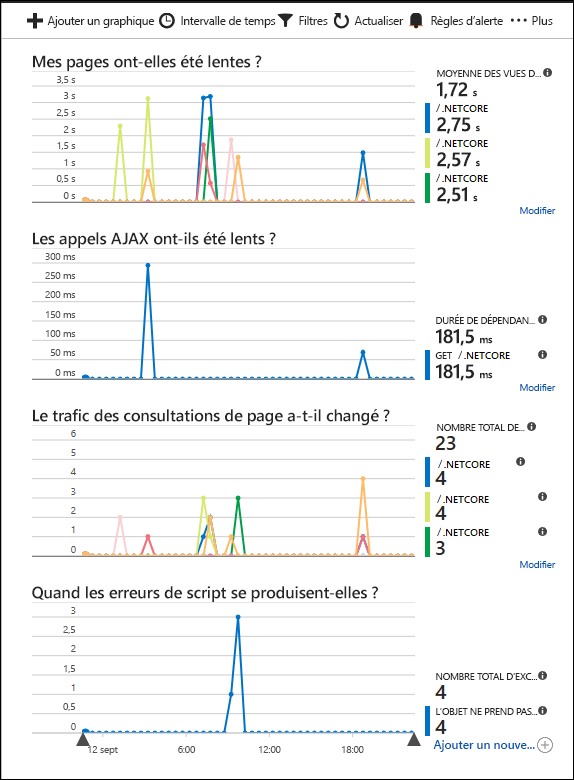 Ajouter un graphique Intervalle de temps Filtres Actualiser Règles d'alerte Plus
Mes pages ont-elles été lentes ?
3,5 s
3 s
2,5 s
2 s
1,5 s
1 s
0,5 s
0 s
MOYENNE DES VUES D...
1,72 s
/ .NETCORE
2,75 s
/ .NETCORE
2,57 s
/ .NETCORE
2,51 s
Modifier
Les appels AJAX ont-ils été lents ?
300 ms
250 ms
200 ms
150 ms
100 ms
50 ms
0 ms
DURÉE DE DÉPENDAN...
181,5 ms
GET / .NETCORE
181,5 ms
Modifier
Le trafic des consultations de page a-t-il changé ?
6
5
4
3
2
1
0
NOMBRE TOTAL DE...
23
/ .NETCORE
4
/ .NETCORE
4
/ .NETCORE
3
Modifier
Quand les erreurs de script se produisent-elles ?
3
2,5
2
1,5
1
0,5
0
12 sept 6:00 12:00 18:00
NOMBRE TOTAL D'EXC...
4
L'OBJET NE PREND PAS...
4
Ajouter un nouve...